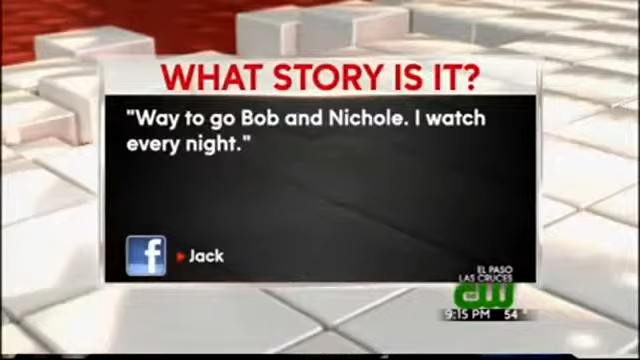 WHAT STORY IS IT?
"Way to go Bob and Nichole. I watch
every night."
f
Jack
EL PASO
LAS CRUCES
CW
9:15 PM 54°